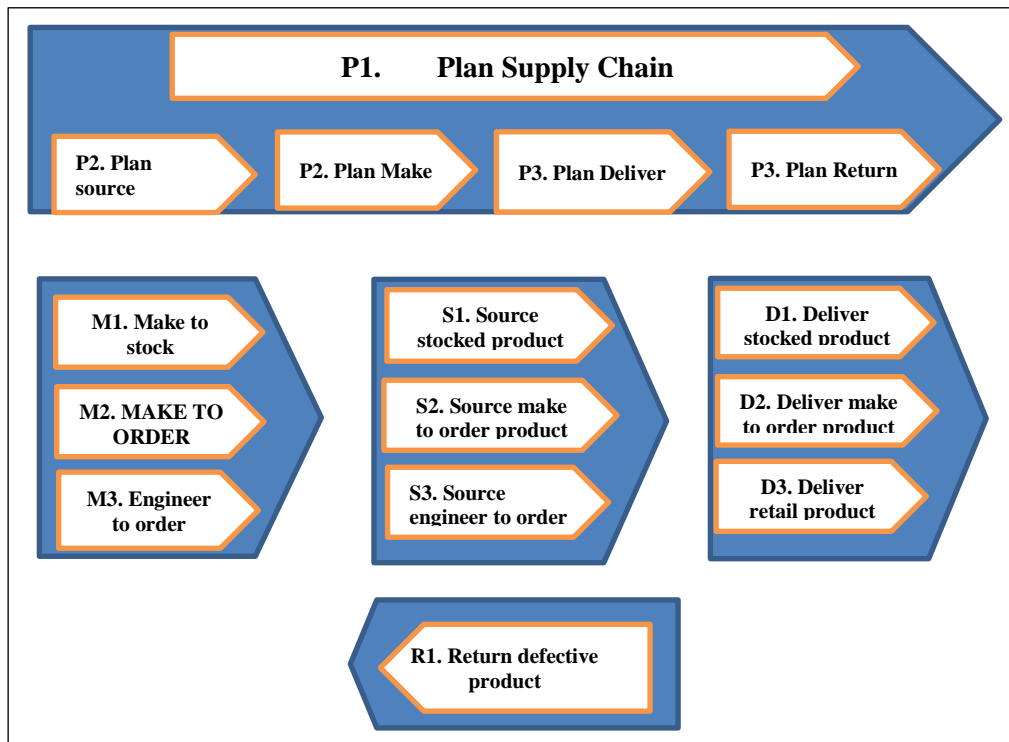 P1. Plan Supply Chain
P2. Plan
source
P2. Plan Make
P3. Plan Deliver
P3. Plan Return
M1. Make to
stock
M2. MAKE TO
ORDER
M3. Engineer
to order
S1. Source
stocked product
S2. Source make
to order product
S3. Source
engineer to order
D1. Deliver
stocked product
D2. Deliver make
to order product
D3. Deliver
retail product
R1. Return defective
product